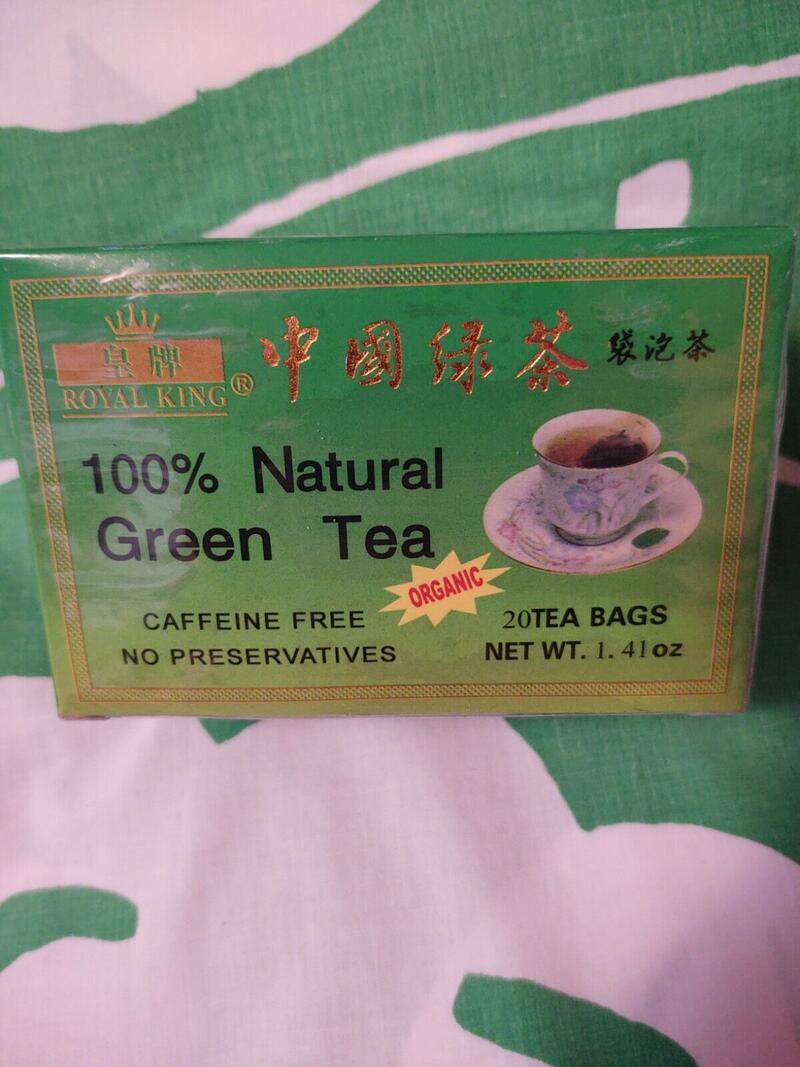 皇牌
ROYAL KING®
中國绿茶 袋泡茶
100% Natural
Green Tea
ORGANIC
CAFFEINE FREE
NO PRESERVATIVES
20TEA BAGS
NET WT. 1.41oz